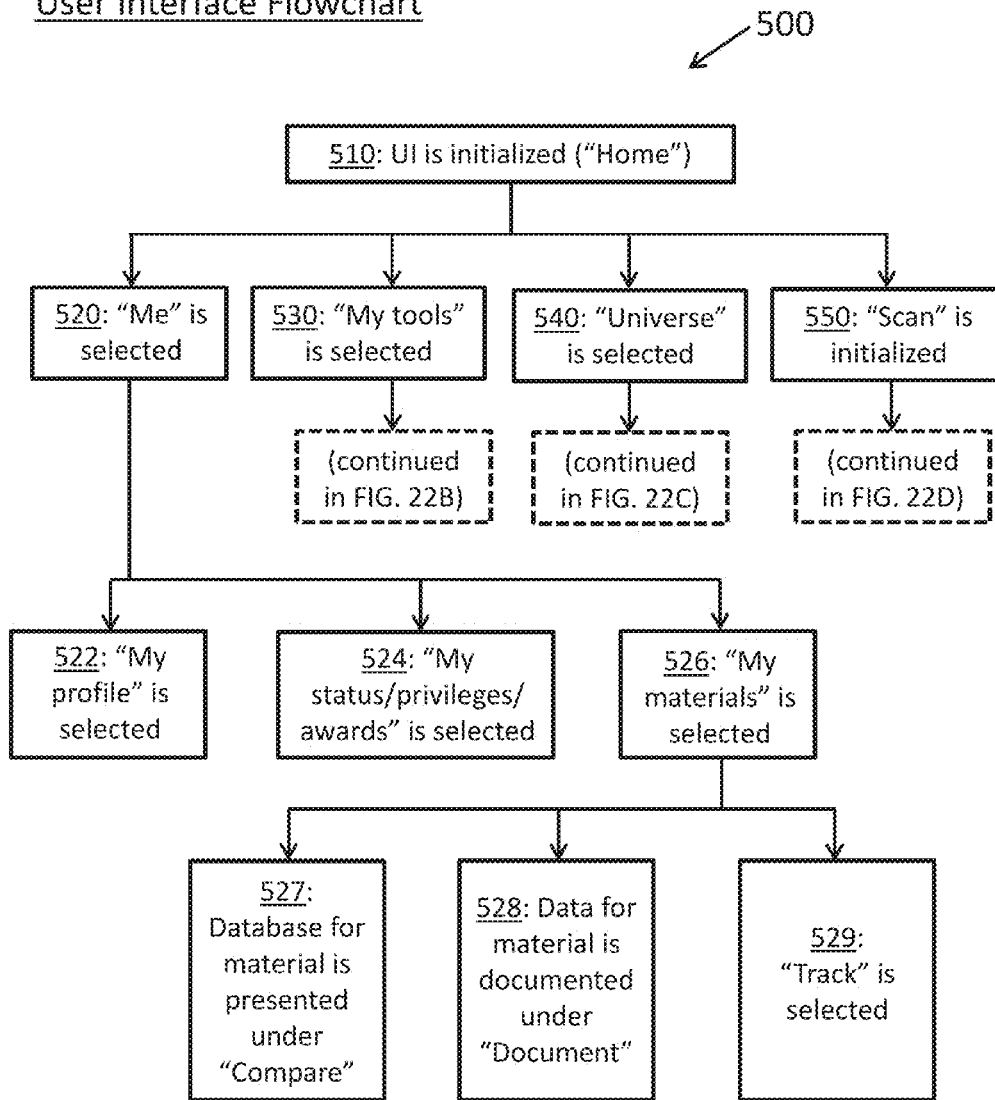 User Interface Flowchart
500
510: UI is initialized ("Home")
520: "Me" is
selected
530: "My tools"
is selected
540: "Universe"
is selected
550: "Scan" is
initialized
(continued
in FIG. 22B)
(continued
in FIG. 22C)
(continued
in FIG. 22D)
522: "My
profile" is
selected
524: "My
status/privileges/
awards" is selected
526: "My
materials" is
selected
527:
Database for
material is
presented
under
"Compare"
528: Data for
material is
documented
under
"Document"
529:
"Track" is
selected